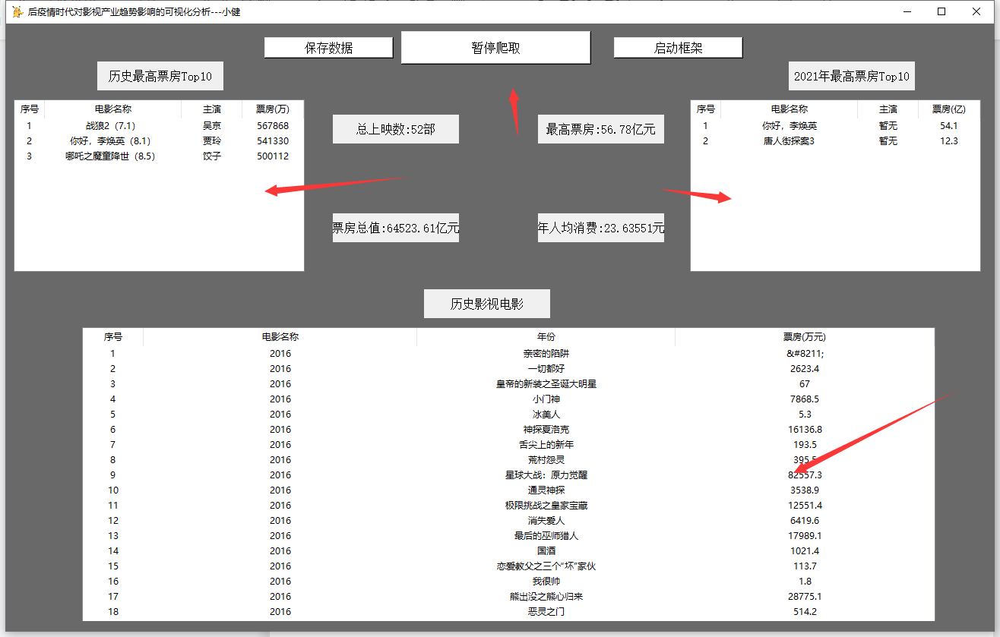 后疫情时代对影视产业趋势影响的可视化分析---小健
保存数据 暂停爬取 启动框架
历史最高票房Top10 2021年最高票房Top10
序号 电影名称 主演 票房(万)
1 战狼2（7.1） 吴京 567868
2 你好，李焕英（8.1） 贾玲 541330
3 哪吒之魔童降世（8.5） 饺子 500112
总上映数:52部 最高票房:56.78亿元
票房总值:64523.61亿元 年人均消费:23.63551元
序号 电影名称 主演 票房(亿)
1 你好，李焕英 暂无 54.1
2 唐人街探案3 暂无 12.3
历史影视电影
序号 电影名称 年份 票房(万元)
1 2016 亲密的陷阱 &#8211;
2 2016 一切都好 2623.4
3 2016 皇帝的新装之圣诞大明星 67
4 2016 小门神 7868.5
5 2016 冰美人 5.3
6 2016 神探夏洛克 16136.8
7 2016 舌尖上的新年 193.5
8 2016 荒村怨灵 395.5
9 2016 星球大战：原力觉醒 82557.3
10 2016 通灵神探 3538.9
11 2016 极限挑战之皇家宝藏 12551.4
12 2016 消失爱人 6419.6
13 2016 最后的巫师猎人 17989.1
14 2016 国酒 1021.4
15 2016 恋爱教父之三个“坏”家伙 113.7
16 2016 我很帅 1.8
17 2016 熊出没之熊心归来 28775.1
18 2016 恶灵之门 514.2